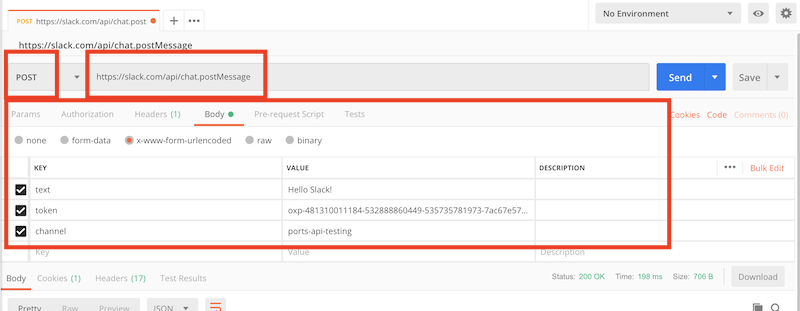 POST https://slack.com/api/chat.post
No Environment
https://slack.com/api/chat.postMessage
POST https://slack.com/api/chat.postMessage Send Save
Params Authorization Headers (1) Body Pre-request Script Tests Cookies Code Comments (0)
none form-data x-www-form-urlencoded raw binary
KEY VALUE DESCRIPTION ••• Bulk Edit
text Hello Slack!
token oxp-481310011184-532888860449-535735781973-7ac67e57...
channel ports-api-testing
Key Value Description
Body Cookies (1) Headers (17) Test Results Status: 200 OK Time: 198 ms Size: 706 B Download
Pretty Raw Preview JSON